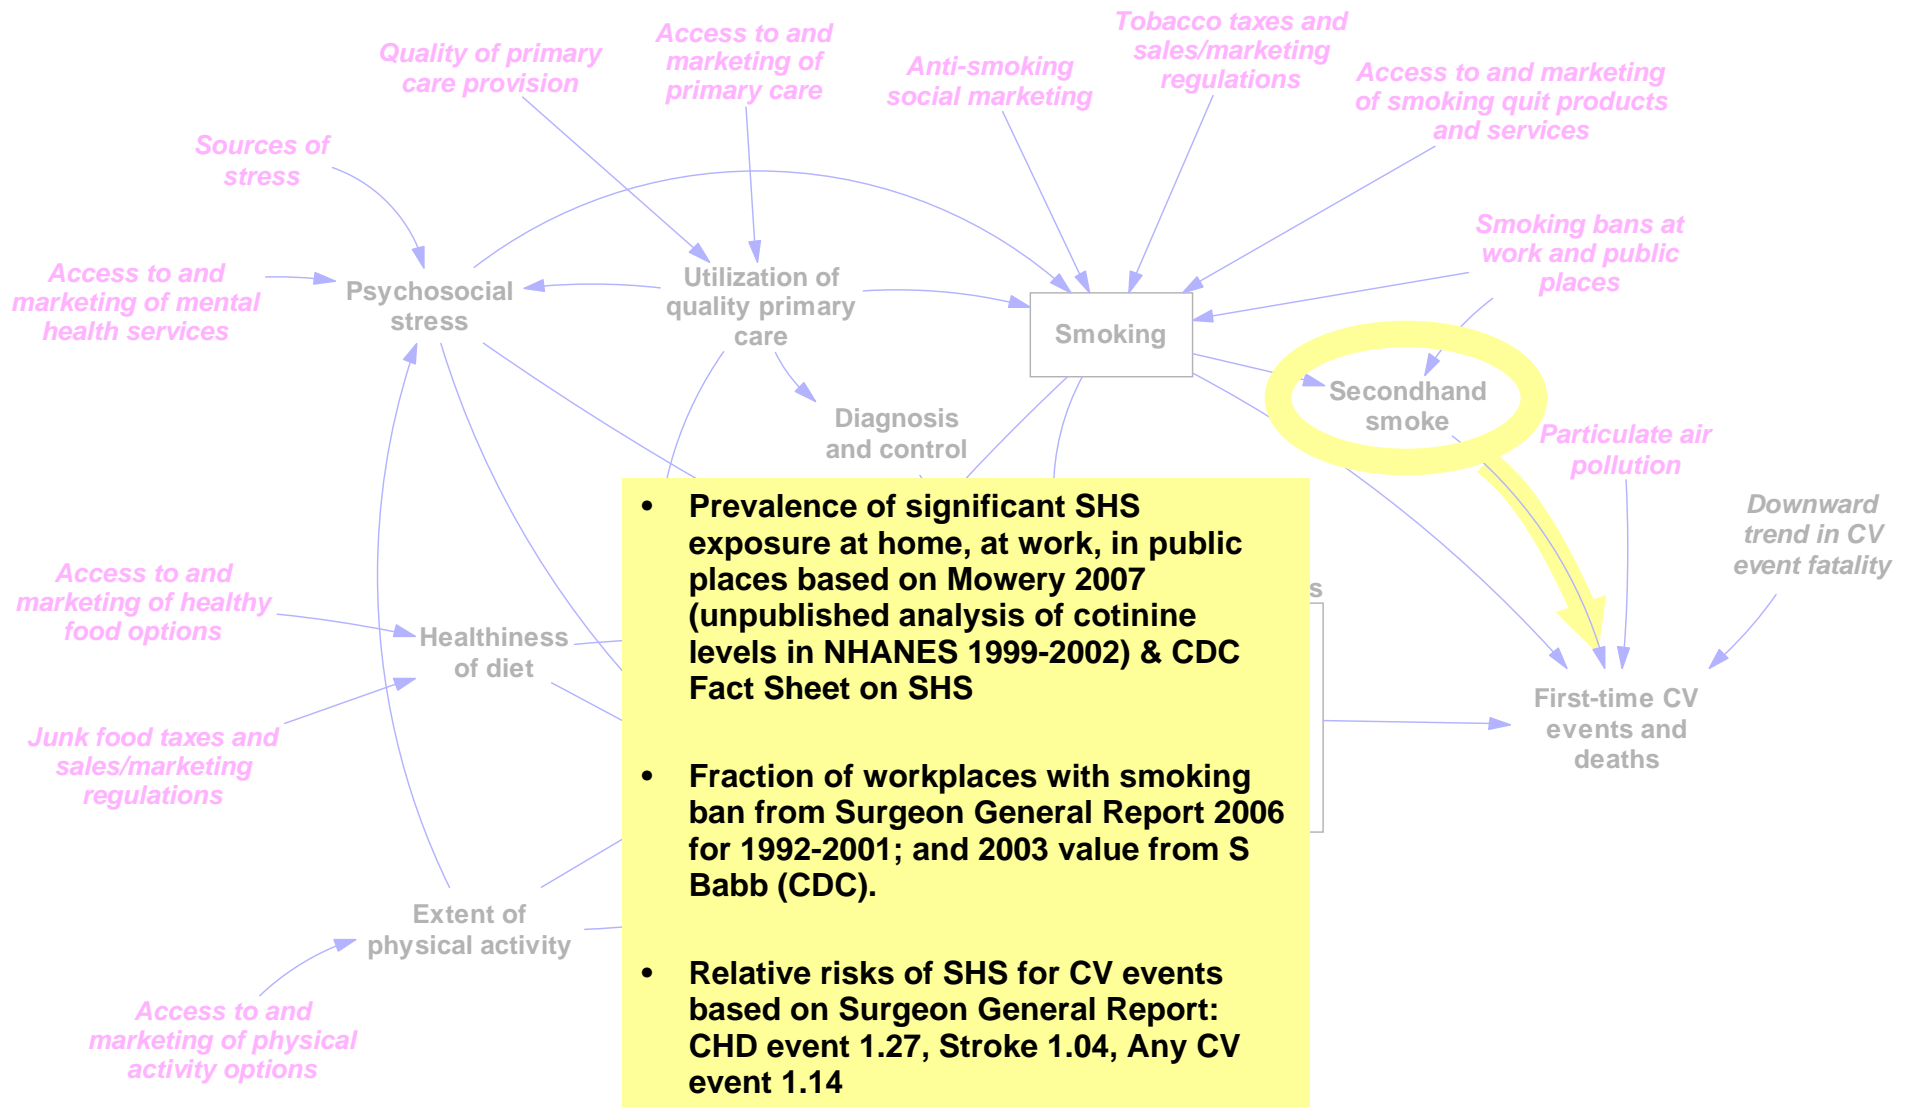 Quality of primary
care provision
Access to and
marketing of
primary care
Anti-smoking
social marketing
Tobacco taxes and
sales/marketing
regulations
Access to and marketing
of smoking quit products
and services
Sources of
stress
Smoking bans at
work and public
places
Access to and
marketing of mental
health services
Psychosocial
stress
Utilization of
quality primary
care
Smoking
Secondhand
smoke
Diagnosis
and control
Particulate air
pollution
Downward
trend in CV
event fatality
• Prevalence of significant SHS
exposure at home, at work, in public
places based on Mowery 2007
(unpublished analysis of cotinine
levels in NHANES 1999-2002) & CDC
Fact Sheet on SHS
• Fraction of workplaces with smoking
ban from Surgeon General Report 2006
for 1992-2001; and 2003 value from S
Babb (CDC).
• Relative risks of SHS for CV events
based on Surgeon General Report:
CHD event 1.27, Stroke 1.04, Any CV
event 1.14
s
Access to and
marketing of healthy
food options
Healthiness
of diet
Junk food taxes and
sales/marketing
regulations
First-time CV
events and
deaths
Extent of
physical activity
Access to and
marketing of physical
activity options